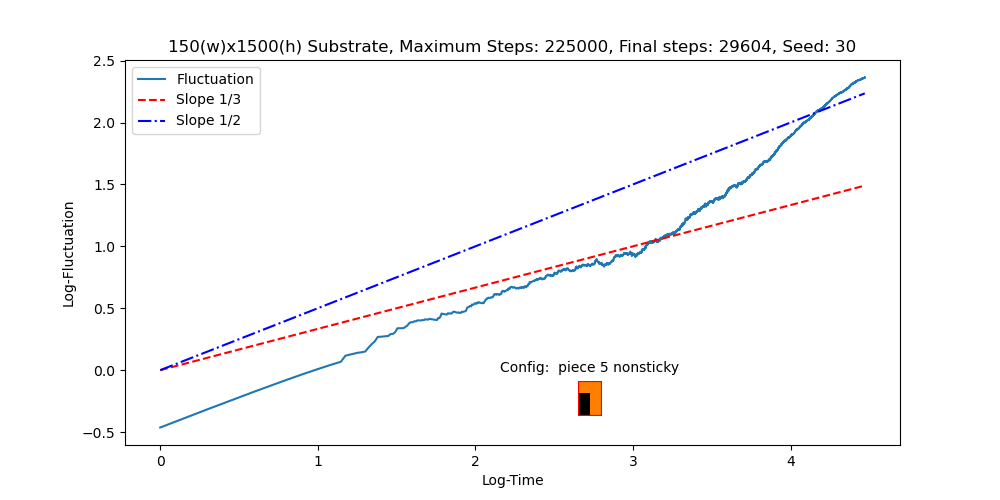 150(w)x1500(h) Substrate, Maximum Steps: 225000, Final steps: 29604, Seed: 30
Fluctuation
Slope 1/3
Slope 1/2
2.5
2.0
1.5
1.0
0.5
0.0
−0.5
Log-Fluctuation
Config:  piece 5 nonsticky
0 1 2 3 4
Log-Time